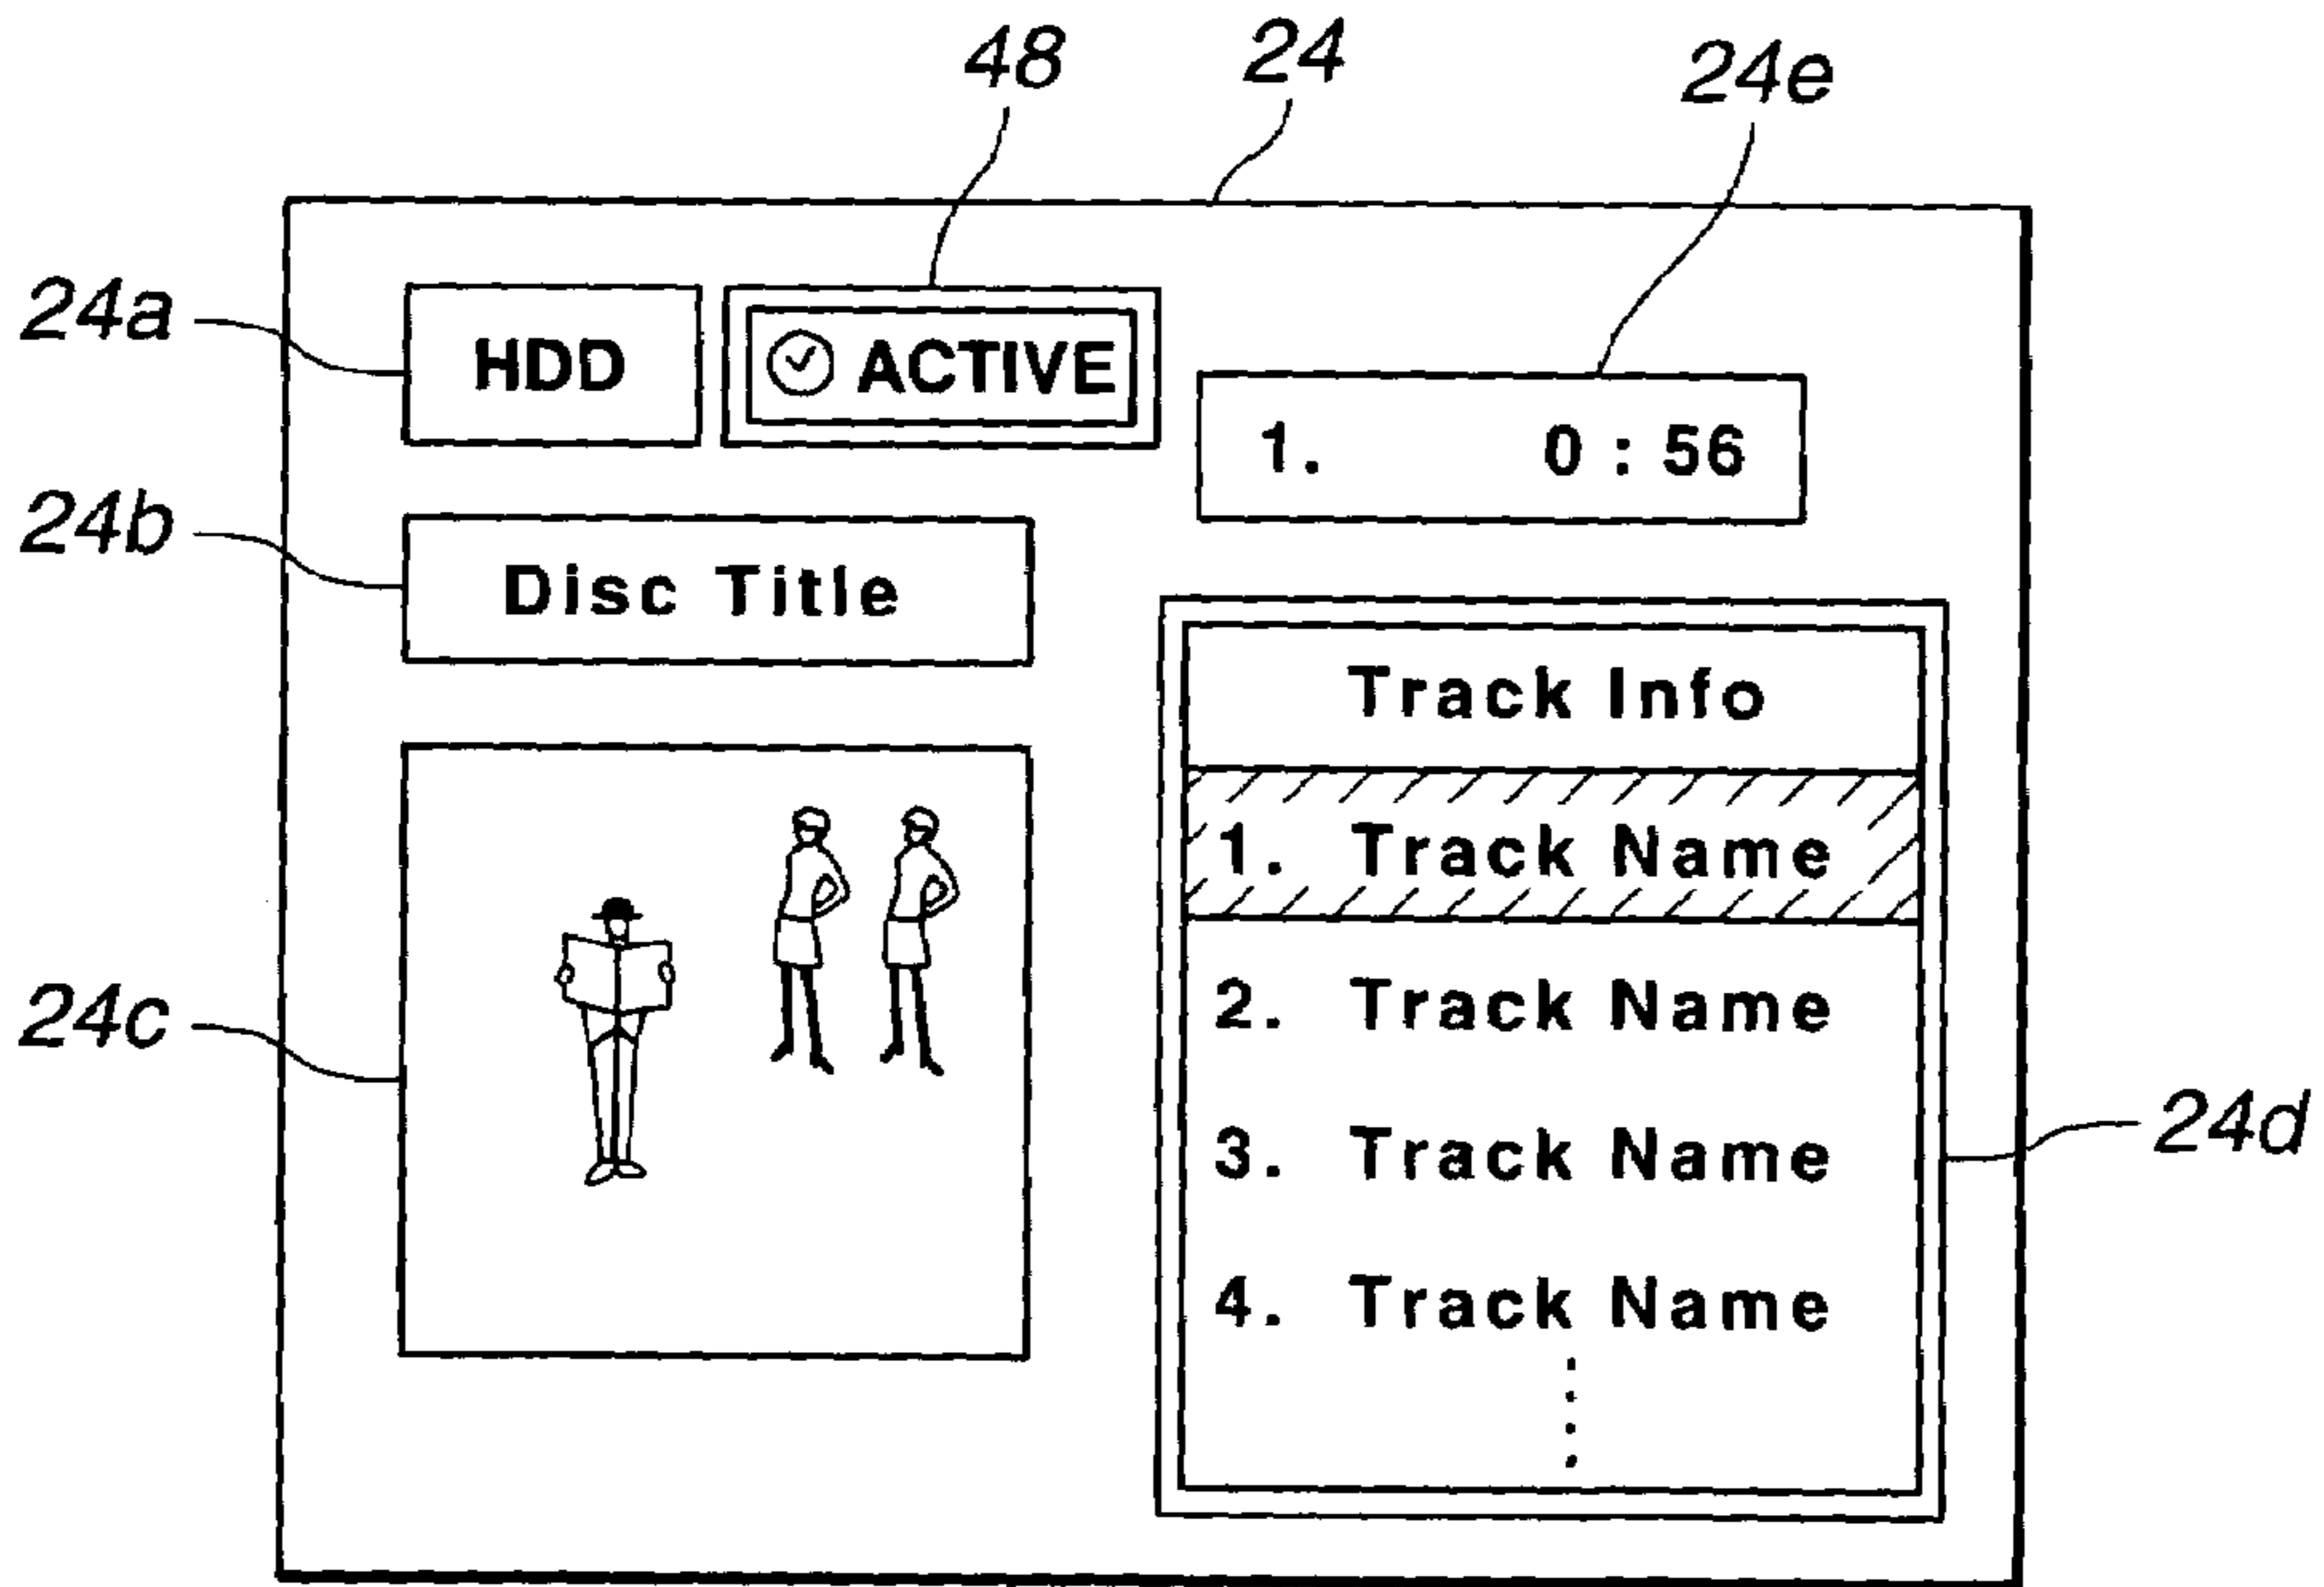 48 24 24e
24a
HDD
ACTIVE
1. 0 : 56
24b
Disc Title
Track Info
1. Track Name
2. Track Name
24c
3. Track Name
24d
4. Track Name